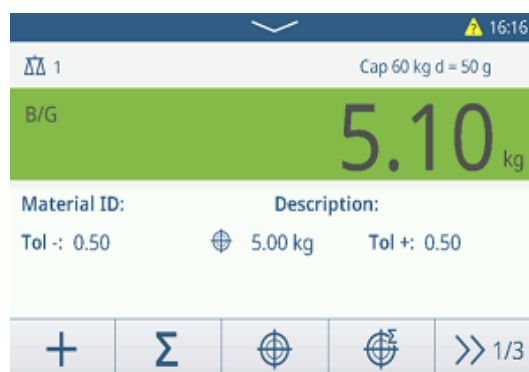 16:16
1 Cap 60 kg d = 50 g
B/G 5.10 kg
Material ID: Description:
Tol -: 0.50 5.00 kg Tol +: 0.50
Σ Σ 1/3